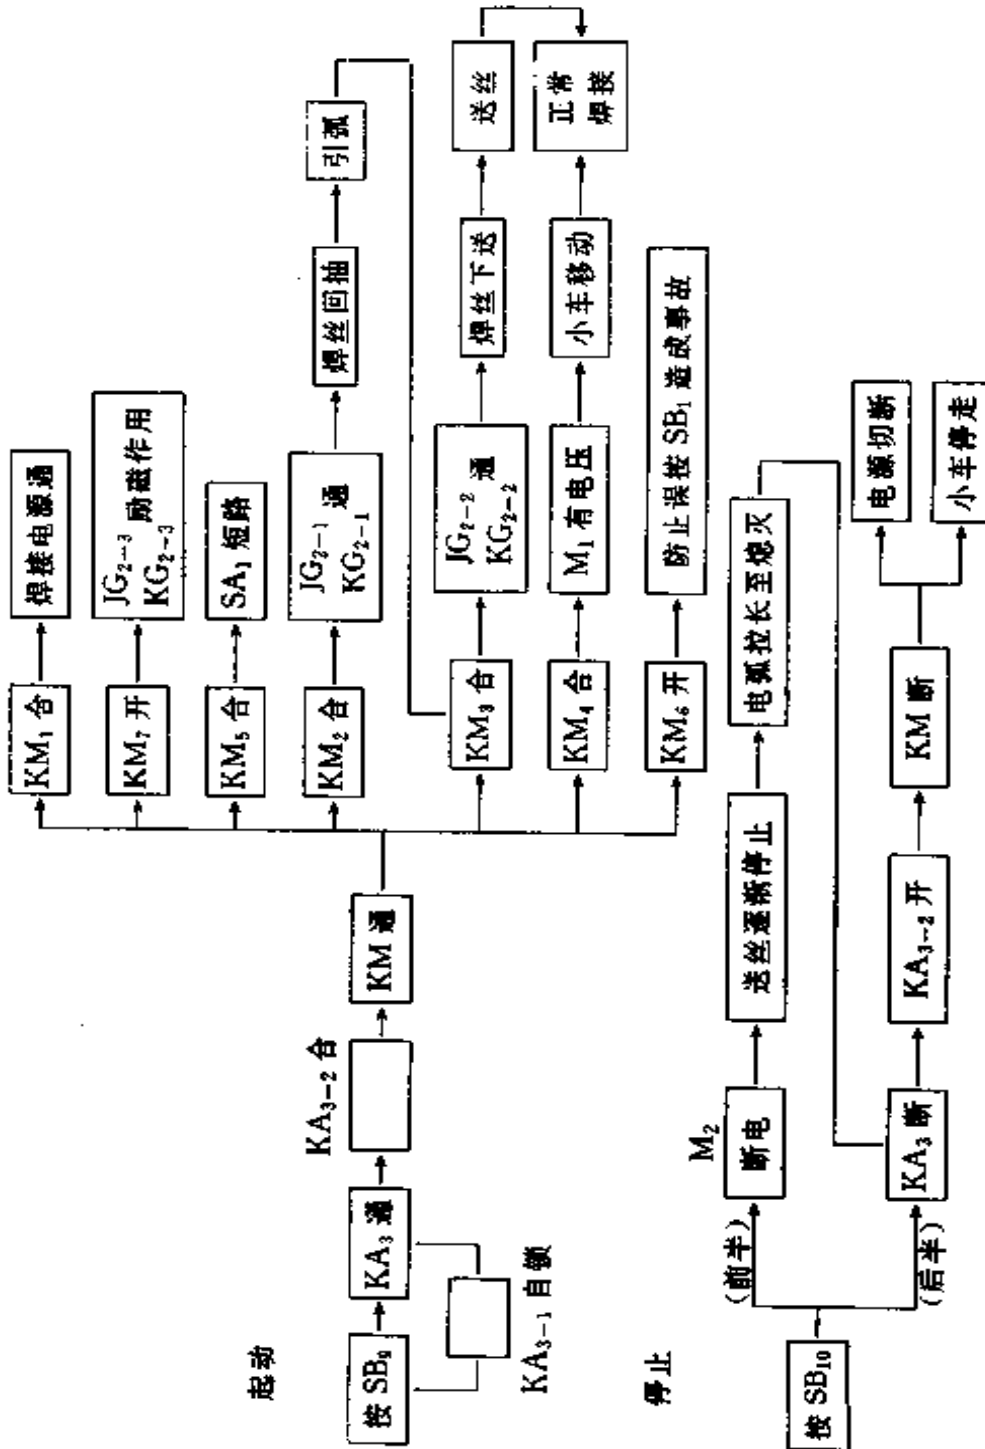 起动
按 SB₉
KA₃ 通
KA₃₋₁ 自锁
KA₃₋₂ 合
KM 通
KM₁ 合
焊接电源通
KM₇ 开
JG₂₋₃
KG₂₋₃
励磁作用
KM₅ 合
SA₁ 短路
KM₂ 合
JG₂₋₁
KG₂₋₁
通
焊丝回抽
引弧
KM₃ 合
JG₂₋₂
KG₂₋₂
通
焊丝下送
送丝
KM₄ 合
M₁ 有电压
小车移动
正常
焊接
KM₆ 开
防止误按 SB₁ 造成事故
停止
按 SB₁₀
(前半)
M₂
断电
送丝逐渐停止
电弧拉长至熄灭
(后半)
KA₃ 断
KA₃₋₂ 开
KM 断
电源切断
小车停走